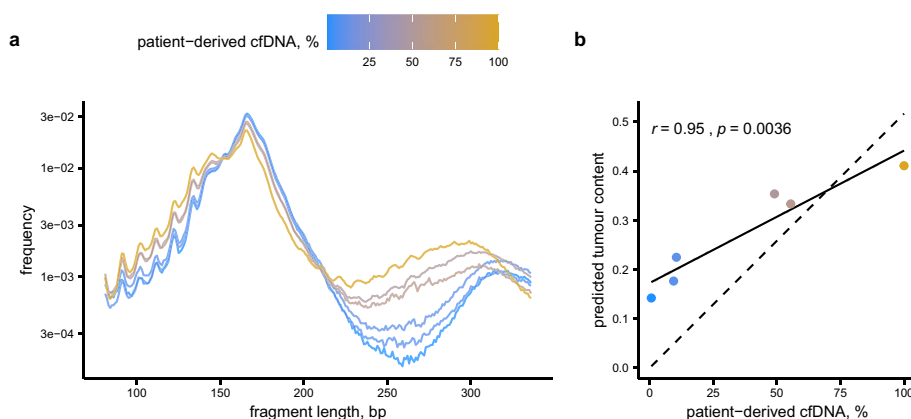 a
patient−derived cfDNA, %
25 50 75 100
b
frequency
3e−02
1e−02
3e−03
1e−03
3e−04
100 150 200 250 300
fragment length, bp
predicted tumour content
r = 0.95 , p = 0.0036
0.5
0.4
0.3
0.2
0.1
0.0
0 25 50 75 100
patient−derived cfDNA, %